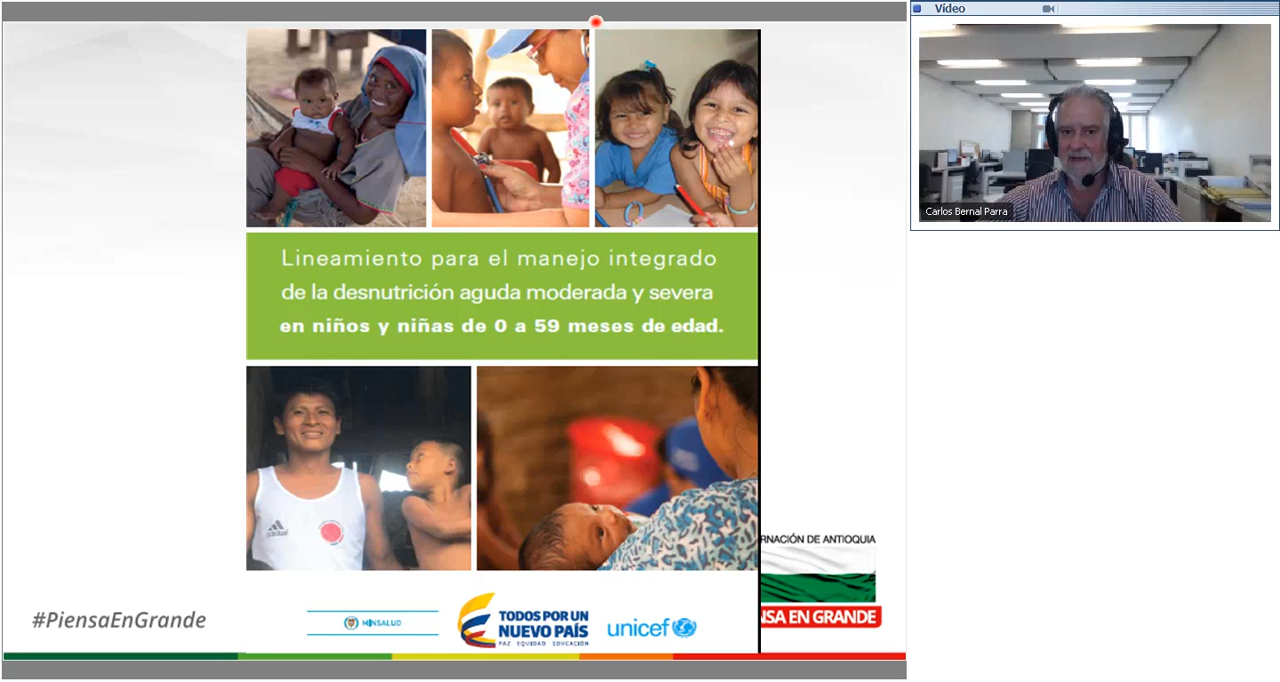 Vídeo
Carlos Bernal Parra
Lineamiento para el manejo integrado
de la desnutrición aguda moderada y severa
en niños y niñas de 0 a 59 meses de edad.
adidas
RNACIÓN DE ANTIOQUIA
NSA EN GRANDE
#PiensaEnGrande
MINSALUD
TODOS POR UN
NUEVO PAÍS
PAZ EQUIDAD EDUCACIÓN
unicef